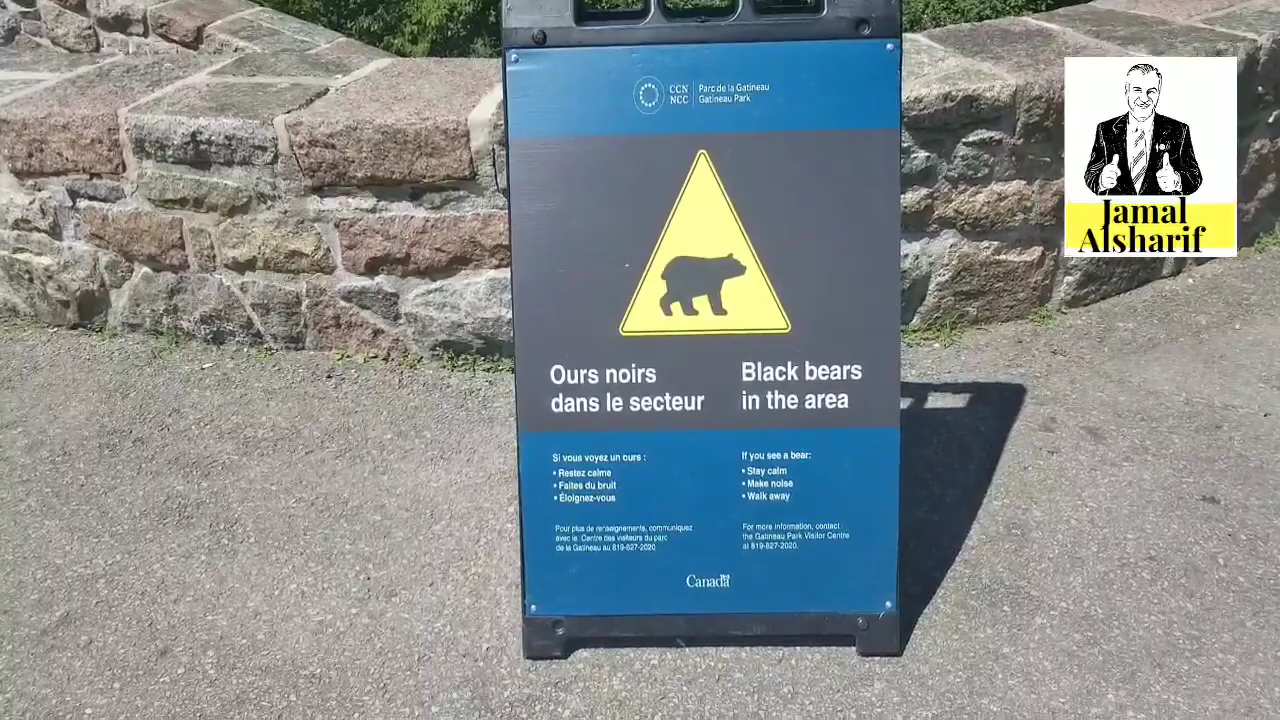 CCN
NCC
Parc de la Gatineau
Gatineau Park
Ours noirs
dans le secteur
Black bears
in the area
Si vous voyez un ours :
• Restez calme
• Faites du bruit
• Éloignez-vous
If you see a bear:
• Stay calm
• Make noise
• Walk away
Pour plus de renseignements, communiquez
avec le Centre des visiteurs du parc
de la Gatineau au 819-827-2020.
For more information, contact
the Gatineau Park Visitor Centre
at 819-827-2020.
Canada
Jamal
Alsharif